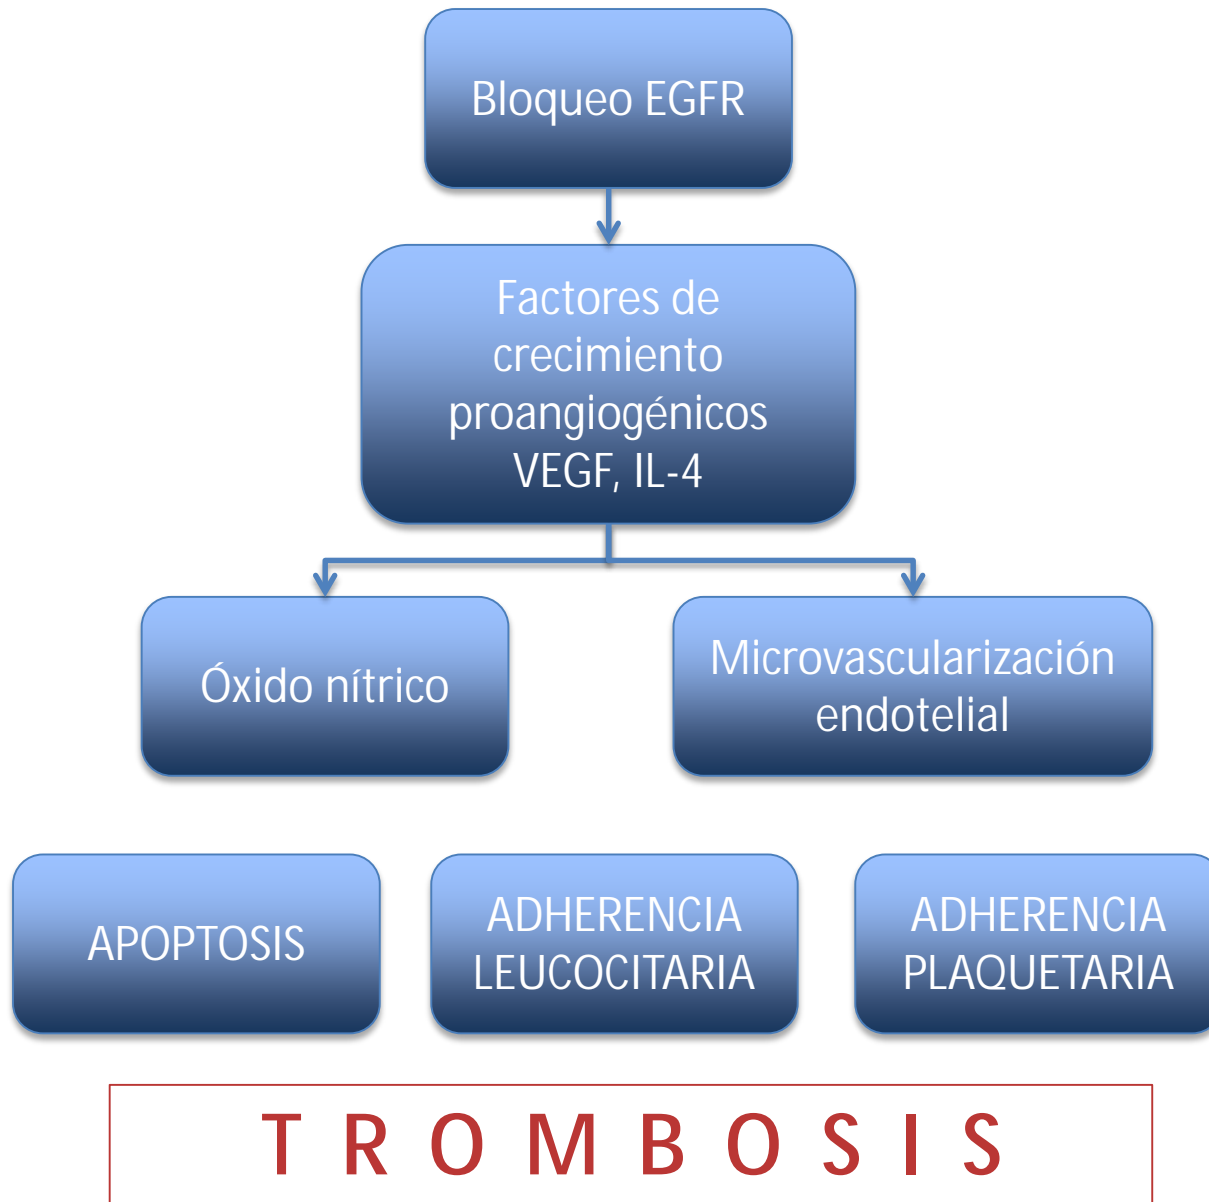 Bloqueo EGFR
Factores de
crecimiento
proangiogénicos
VEGF, IL-4
Óxido nítrico
Microvascularización
endotelial
APOPTOSIS
ADHERENCIA
LEUCOCITARIA
ADHERENCIA
PLAQUETARIA
T R O M B O S I S